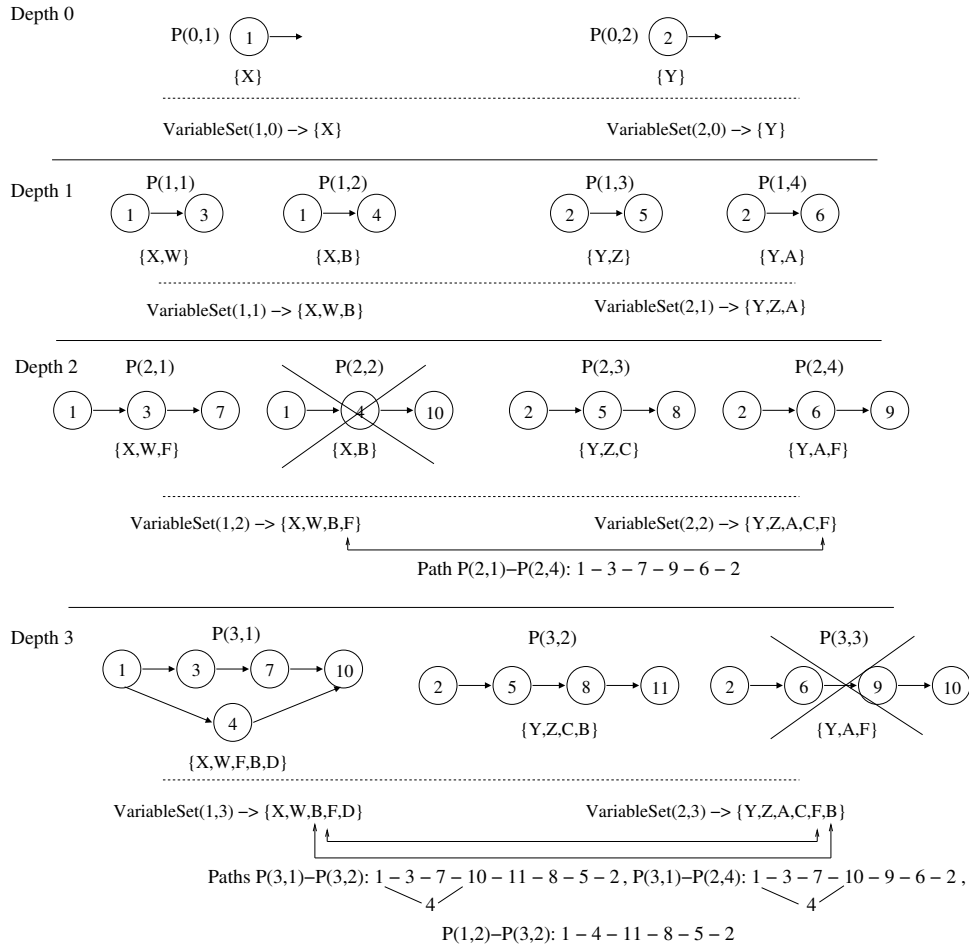 Depth 0
P(0,1) 1 P(0,2) 2
{X} {Y}
VariableSet(1,0) −> {X} VariableSet(2,0) −> {Y}
Depth 1
P(1,1) P(1,2) P(1,3) P(1,4)
1 3 1 4 2 5 2 6
{X,W} {X,B} {Y,Z} {Y,A}
VariableSet(1,1) −> {X,W,B} VariableSet(2,1) −> {Y,Z,A}
Depth 2
P(2,1) P(2,2) P(2,3) P(2,4)
1 3 7 1 4 10 2 5 8 2 6 9
{X,W,F} {X,B} {Y,Z,C} {Y,A,F}
VariableSet(1,2) −> {X,W,B,F} VariableSet(2,2) −> {Y,Z,A,C,F}
Path P(2,1)−P(2,4): 1 − 3 − 7 − 9 − 6 − 2
Depth 3
P(3,1) P(3,2) P(3,3)
1 3 7 10 2 5 8 11 2 6 9 10
4
{X,W,F,B,D} {Y,Z,C,B} {Y,A,F}
VariableSet(1,3) −> {X,W,B,F,D} VariableSet(2,3) −> {Y,Z,A,C,F,B}
Paths P(3,1)−P(3,2): 1 − 3 − 7 − 10 − 11 − 8 − 5 − 2 , P(3,1)−P(2,4): 1 − 3 − 7 − 10 − 9 − 6 − 2 ,
4 4
P(1,2)−P(3,2): 1 − 4 − 11 − 8 − 5 − 2